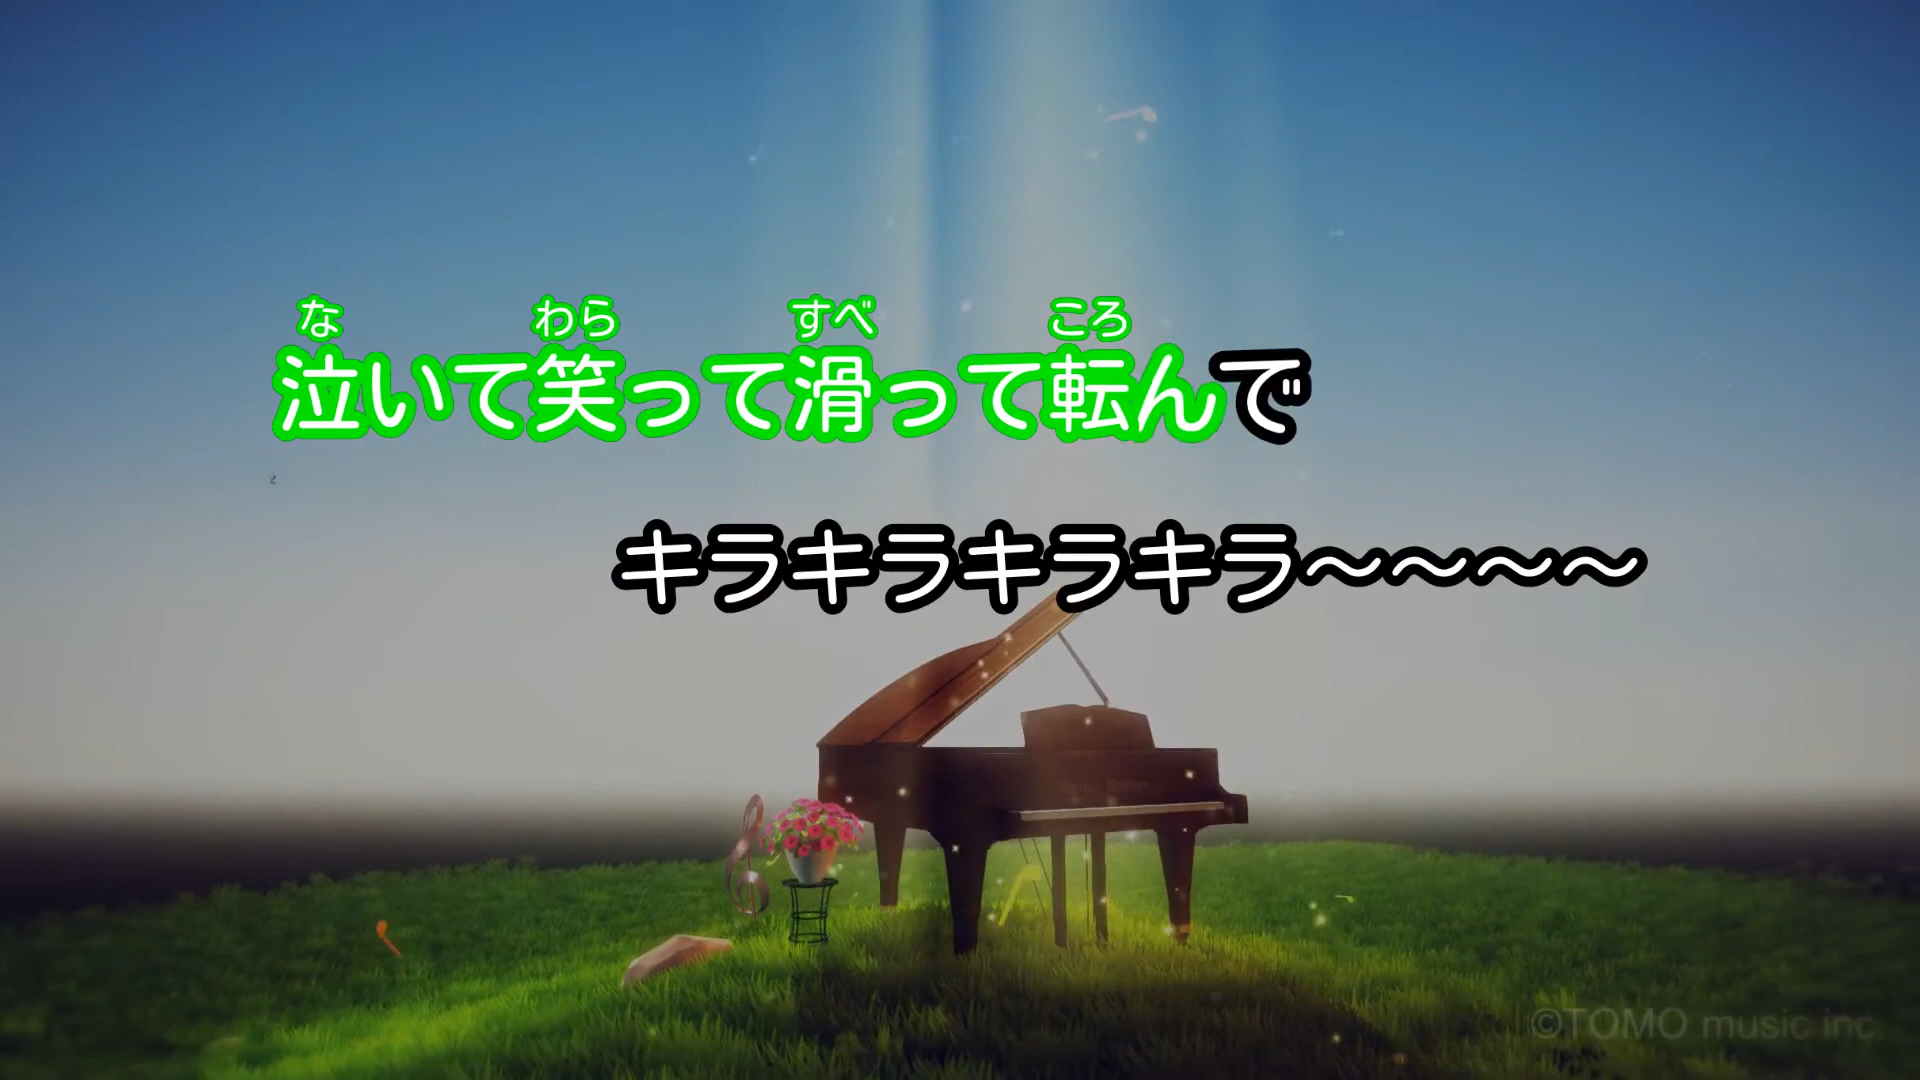 な わら すべ ころ
泣いて笑って滑って転んで
キラキラキラキラ～～～～
©TOMO music inc